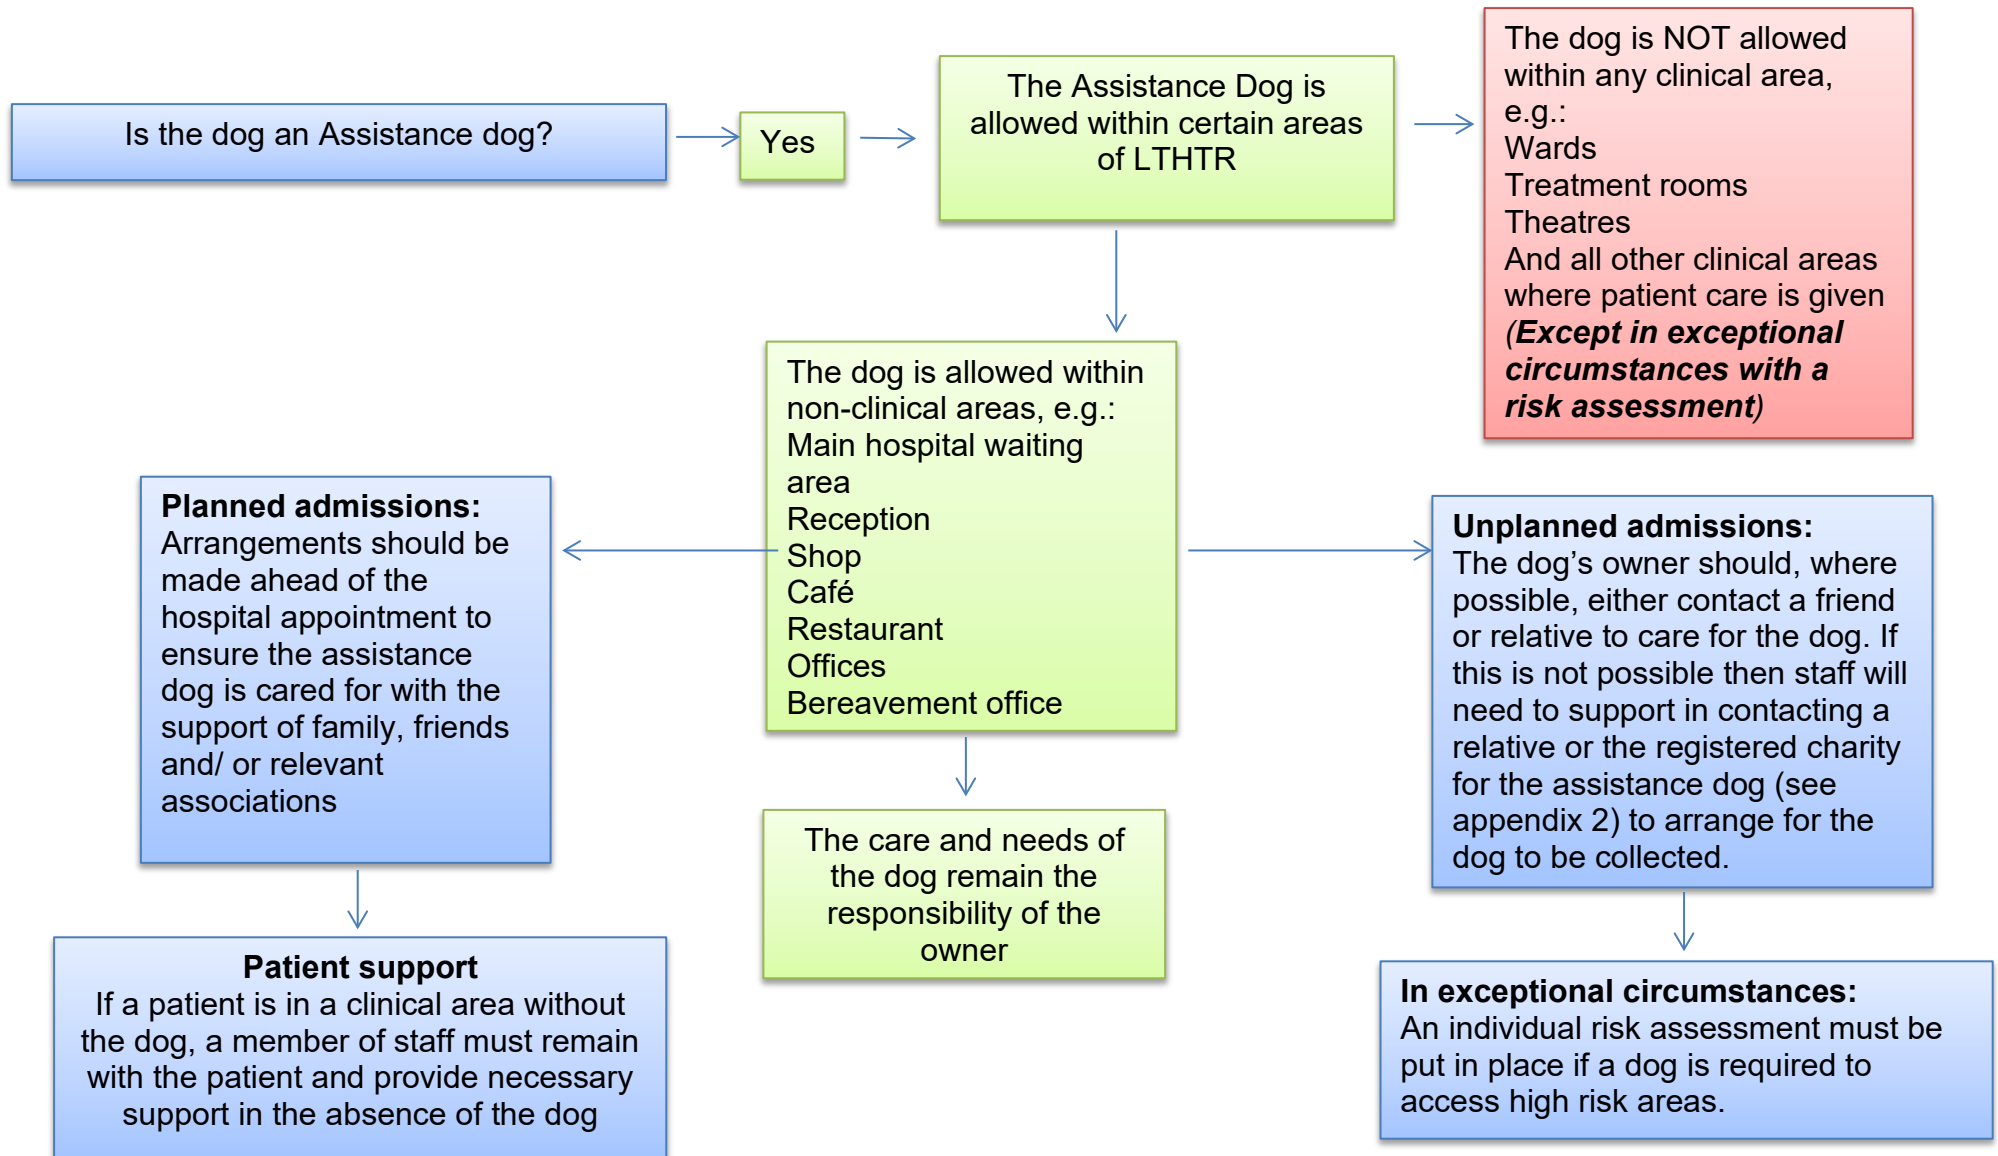 Is the dog an Assistance dog?
Yes
The Assistance Dog is
allowed within certain areas
of LTHTR
The dog is NOT allowed
within any clinical area,
e.g.:
Wards
Treatment rooms
Theatres
And all other clinical areas
where patient care is given
(Except in exceptional
circumstances with a
risk assessment)
The dog is allowed within
non-clinical areas, e.g.:
Main hospital waiting
area
Reception
Shop
Café
Restaurant
Offices
Bereavement office
Planned admissions:
Arrangements should be
made ahead of the
hospital appointment to
ensure the assistance
dog is cared for with the
support of family, friends
and/ or relevant
associations
Unplanned admissions:
The dog’s owner should, where
possible, either contact a friend
or relative to care for the dog. If
this is not possible then staff will
need to support in contacting a
relative or the registered charity
for the assistance dog (see
appendix 2) to arrange for the
dog to be collected.
The care and needs of
the dog remain the
responsibility of the
owner
Patient support
If a patient is in a clinical area without
the dog, a member of staff must remain
with the patient and provide necessary
support in the absence of the dog
In exceptional circumstances:
An individual risk assessment must be
put in place if a dog is required to
access high risk areas.